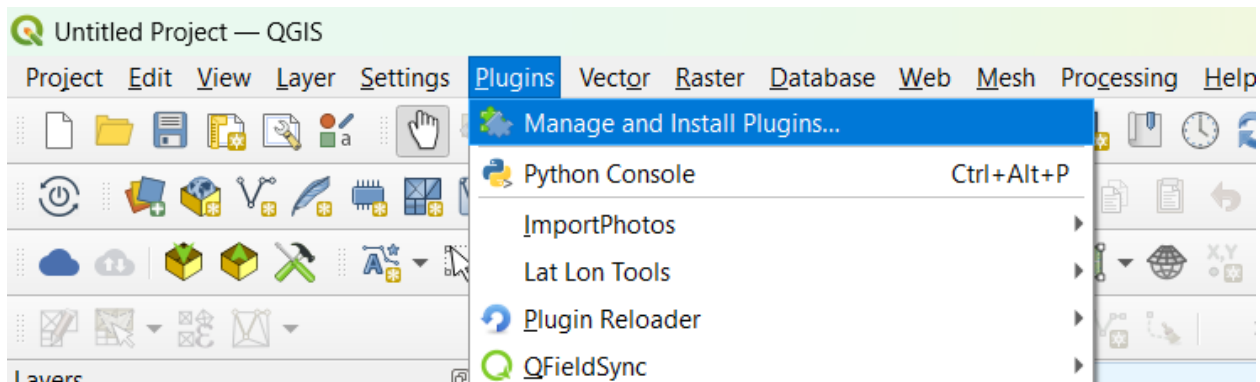 Untitled Project — QGIS
Project Edit View Layer Settings Plugins Vector Raster Database Web Mesh Processing Help
a
Manage and Install Plugins...
Python Console Ctrl+Alt+P
ImportPhotos
Lat Lon Tools
A
X,Y
Plugin Reloader
ε
QFieldSync
Layers